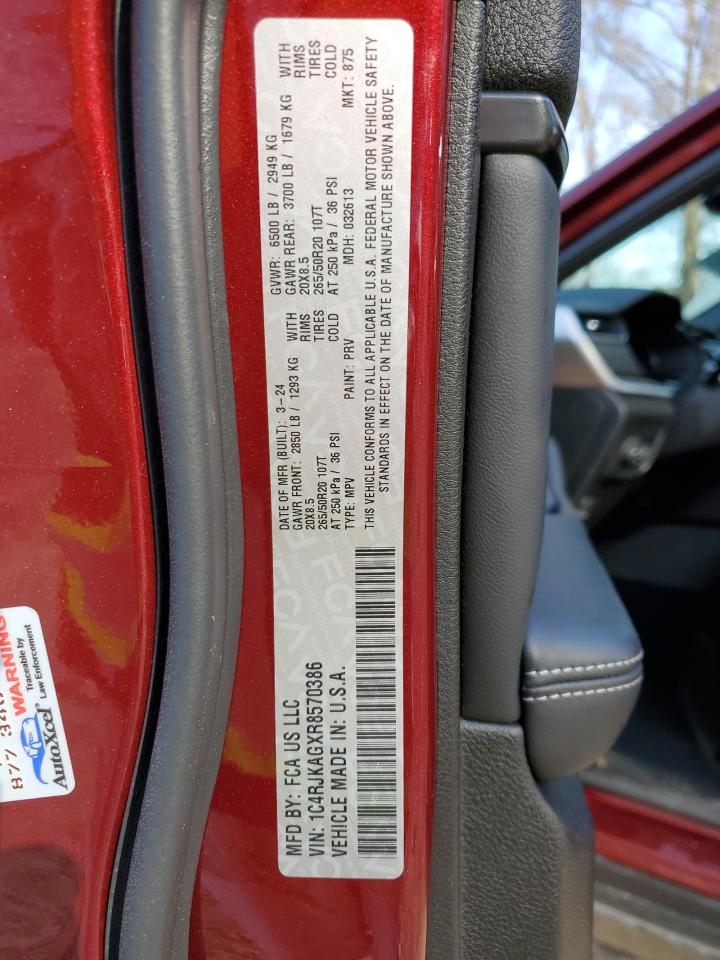 MFD BY: FCA US LLC
VIN: 1C4RJKAGXR8570386
VEHICLE MADE IN: U.S.A.
DATE OF MFR (BUILT): 3-24
GAWR FRONT: 2850 LB / 1293 KG WITH
20X8.5 RIMS
265/50R20 107T TIRES
AT 250 kPa / 36 PSI COLD
TYPE: MPV PAINT: PRV
GVWR: 6500 LB / 2949 KG
GAWR REAR: 3700 LB / 1679 KG WITH
20X8.5 RIMS
265/50R20 107T TIRES
AT 250 kPa / 36 PSI COLD
MDH: 032613 MKT: 875
THIS VEHICLE CONFORMS TO ALL APPLICABLE U.S.A. FEDERAL MOTOR VEHICLE SAFETY
STANDARDS IN EFFECT ON THE DATE OF MANUFACTURE SHOWN ABOVE.
877
WARNING
Traceable by
Law Enforcement
AutoXcel